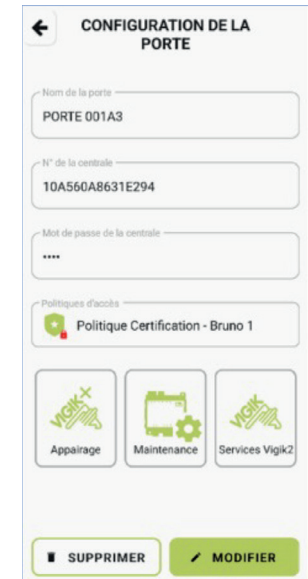 CONFIGURATION DE LA
PORTE
Nom de la porte
PORTE 001A3
N° de la centrale
10A560A8631E294
Mot de passe de la centrale
••••
Politiques d'accès
Politique Certification - Bruno 1
VIGIK
VIGIK
Appairage
Maintenance
Services Vigik2
SUPPRIMER
MODIFIER